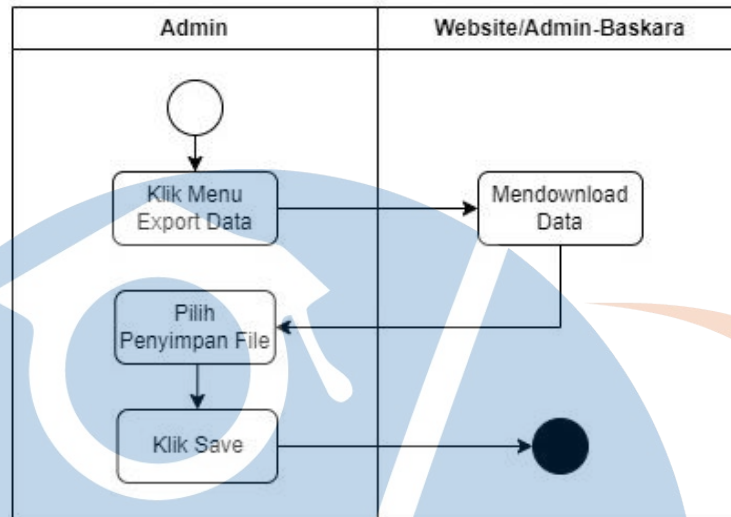 Admin
Website/Admin-Baskara
Klik Menu
Export Data
Mendownload
Data
Pilih
Penyimpan File
Klik Save